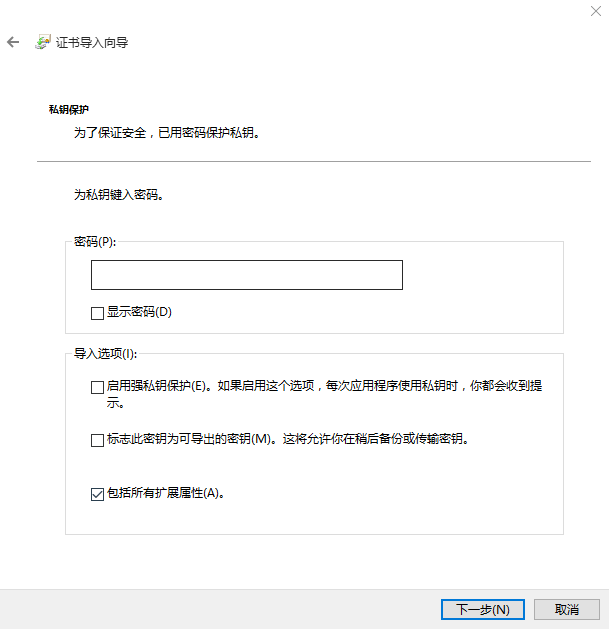 证书导入向导
私钥保护
为了保证安全，已用密码保护私钥。
为私钥键入密码。
密码(P):
显示密码(D)
导入选项(I):
启用强私钥保护(E)。如果启用这个选项，每次应用程序使用私钥时，你都会收到提
示。
标志此密钥为可导出的密钥(M)。这将允许你在稍后备份或传输密钥。
包括所有扩展属性(A)。
下一步(N)
取消